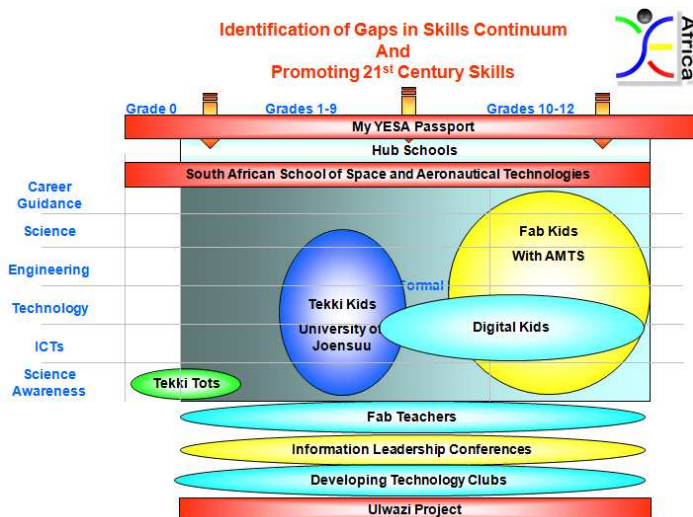 Identification of Gaps in Skills Continuum
And
Promoting 21st Century Skills
Africa
Grade 0
Grades 1-9
Grades 10-12
My YESA Passport
Hub Schools
South African School of Space and Aeronautical Technologies
Career
Guidance
Science
Engineering
Technology
ICTs
Science
Awareness
Fab Kids
With AMTS
Formal
Tekki Kids
University of
Joensuu
Digital Kids
Tekki Tots
Fab Teachers
Information Leadership Conferences
Developing Technology Clubs
Ulwazi Project